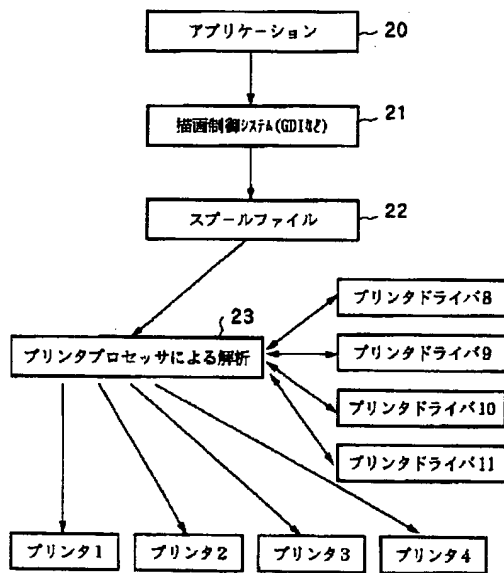 アプリケーション
20
描画制御システム(GDIなど)
21
スプールファイル
22
23
プリンタプロセッサによる解析
プリンタドライバ8
プリンタドライバ9
プリンタドライバ10
プリンタドライバ11
プリンタ1
プリンタ2
プリンタ3
プリンタ4